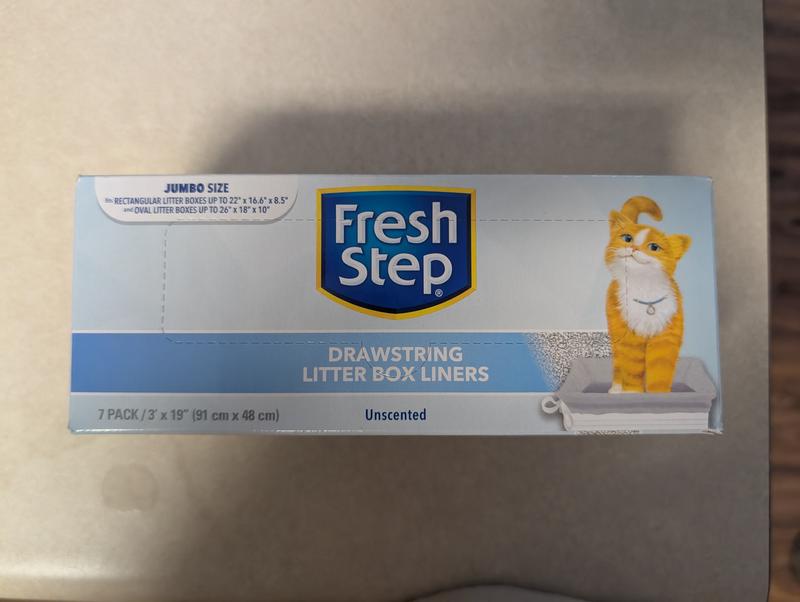 JUMBO SIZE
fits RECTANGULAR LITTER BOXES UP TO 22" x 16.6" x 8.5"
and OVAL LITTER BOXES UP TO 26" x 18" x 10"
Fresh
Step®
DRAWSTRING
LITTER BOX LINERS
7 PACK / 3' x 19" (91 cm x 48 cm)
Unscented